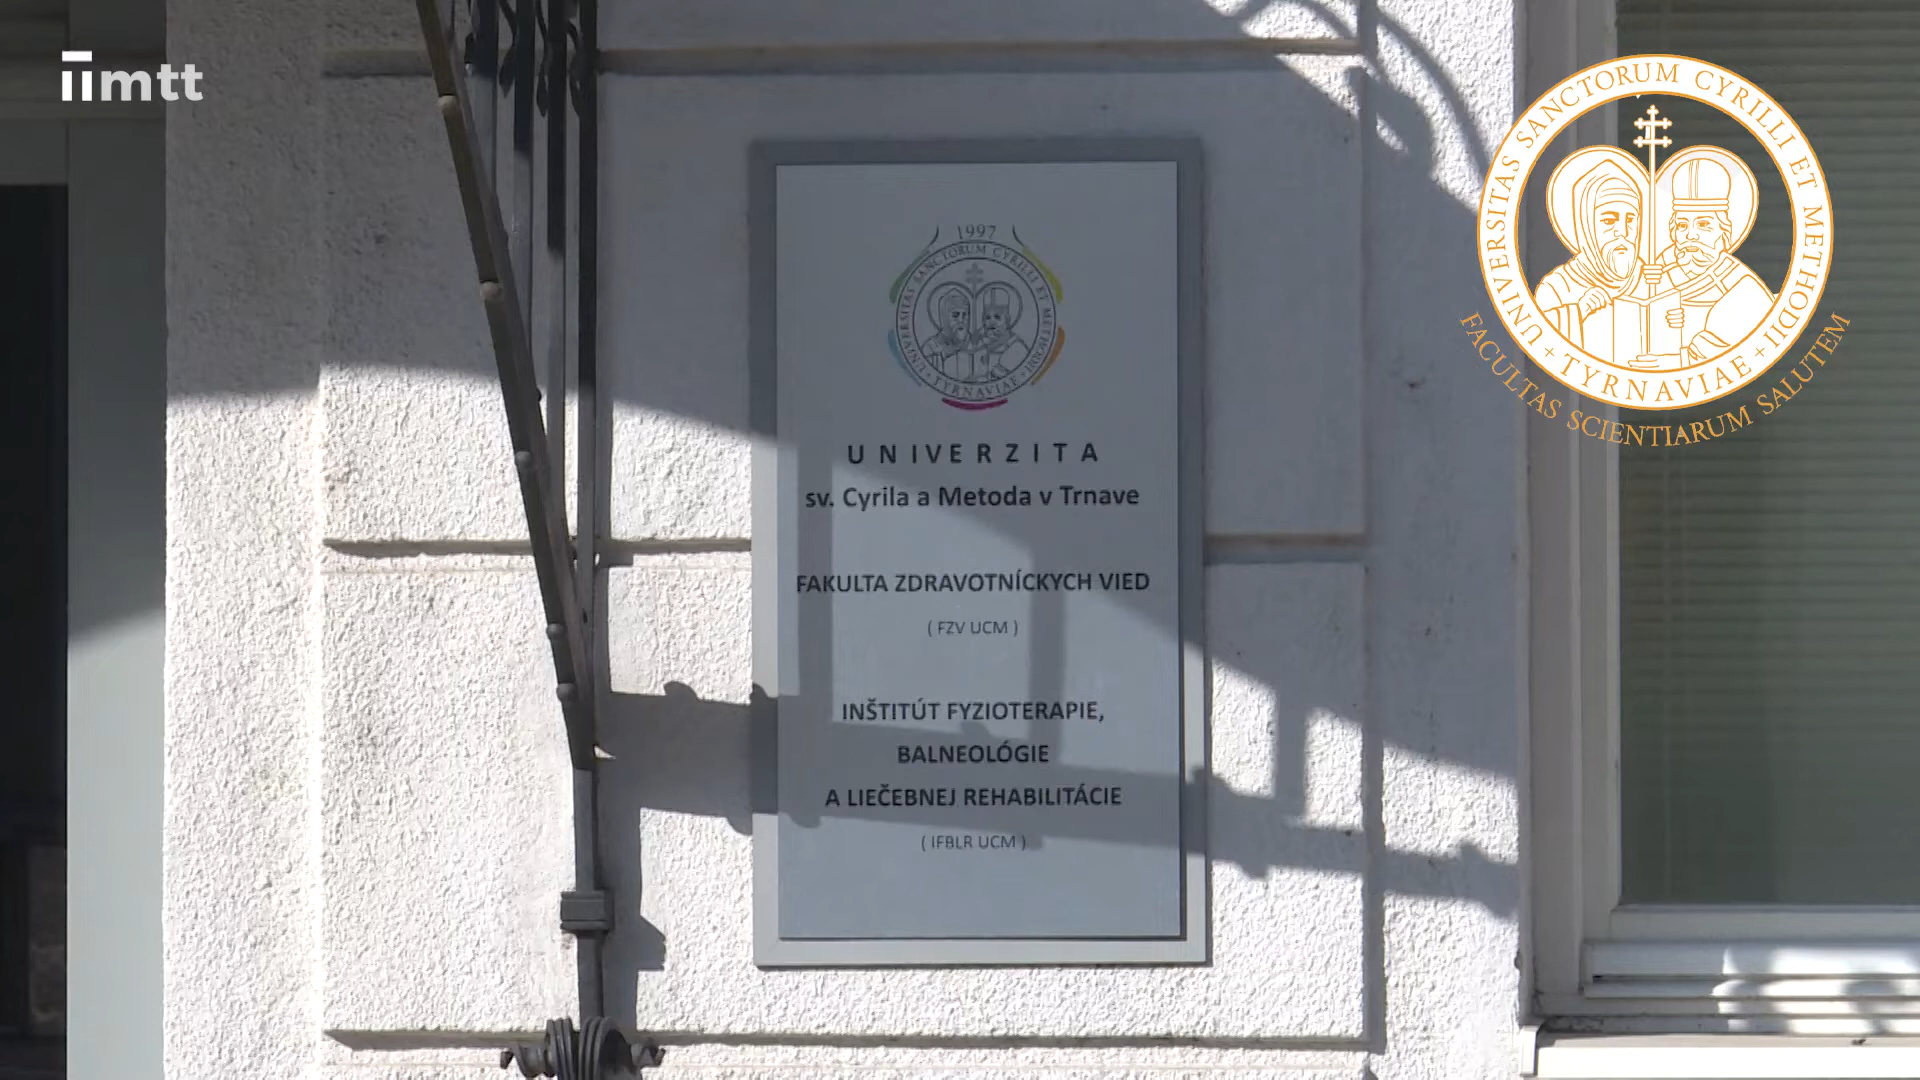 iimtt
UNIVERSITAS SANCTORUM CYRILLI ET METHODII
+ TYRNAVIAE +
FACULTAS SCIENTIARUM SALUTEM
1997
UNIVERSITAS SANCTORUM CYRILLI ET METHODII
TYRNAVIAE
UNIVERZITA
sv. Cyrila a Metoda v Trnave
FAKULTA ZDRAVOTNÍCKYCH VIED
( FZV UCM )
INŠTITÚT FYZIOTERAPIE,
BALNEOLÓGIE
A LIEČEBNEJ REHABILITÁCIE
( IFBLR UCM )